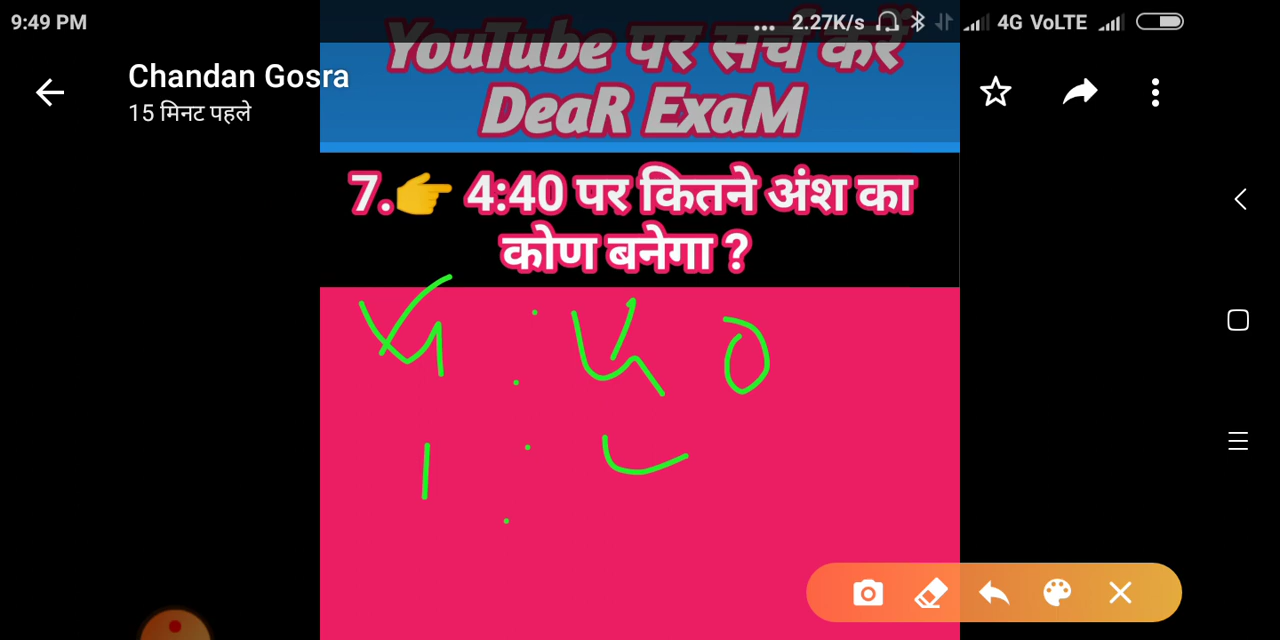 9:49 PM ... 2.27K/s 4G VoLTE
YouTube पर सर्च करें
Chandan Gosra
DeaR ExaM
15 मिनट पहले
7.👉 4:40 पर कितने अंश का
कोण बनेगा ?
4 : 40
1 :